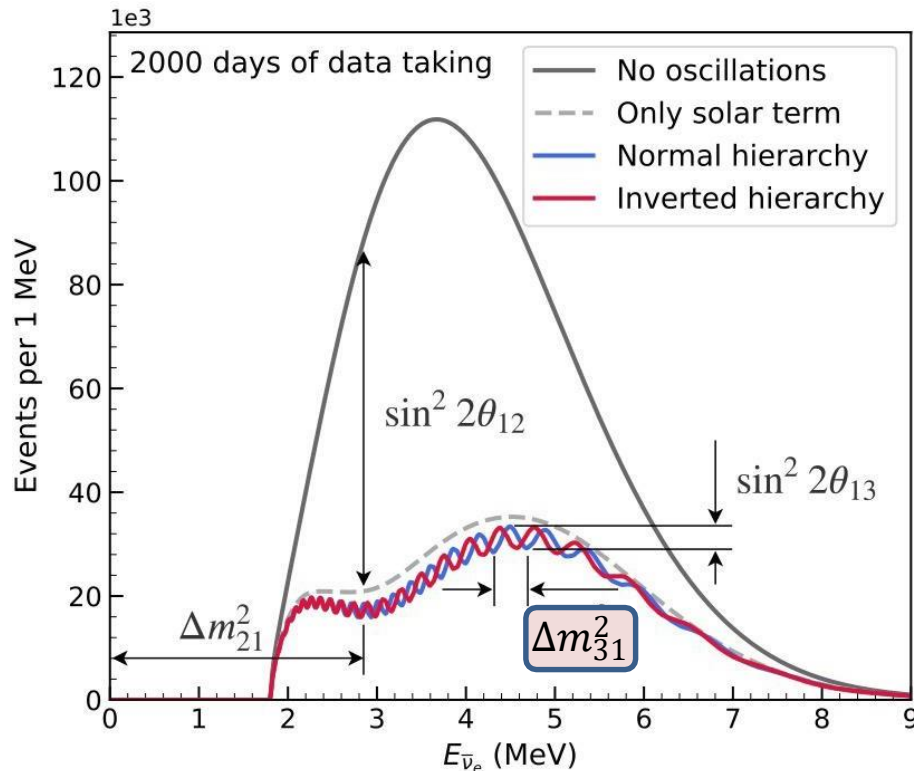 1e3
2000 days of data taking
No oscillations
Only solar term
Normal hierarchy
Inverted hierarchy
120
100
80
60
40
20
0
Events per 1 MeV
sin² 2θ₁₂
sin² 2θ₁₃
Δm²₂₁
Δm²₃₁
0 1 2 3 4 5 6 7 8 9
E_ν̄ₑ (MeV)